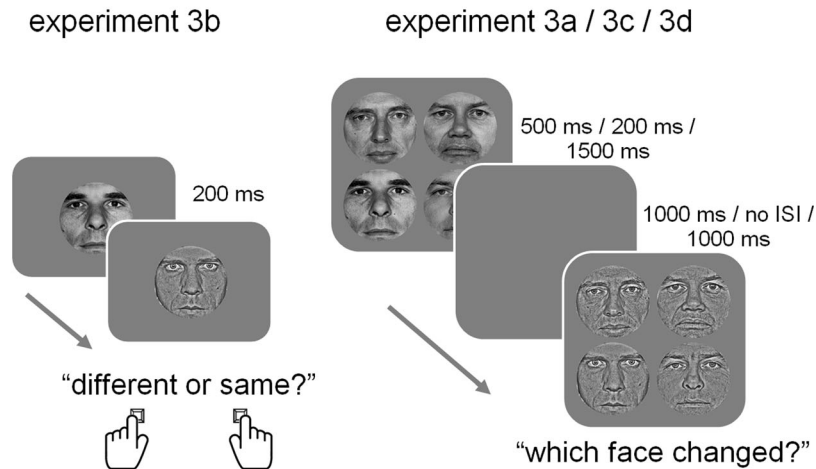 experiment 3b
experiment 3a / 3c / 3d
200 ms
500 ms / 200 ms /
1500 ms
1000 ms / no ISI /
1000 ms
“different or same?”
“which face changed?”